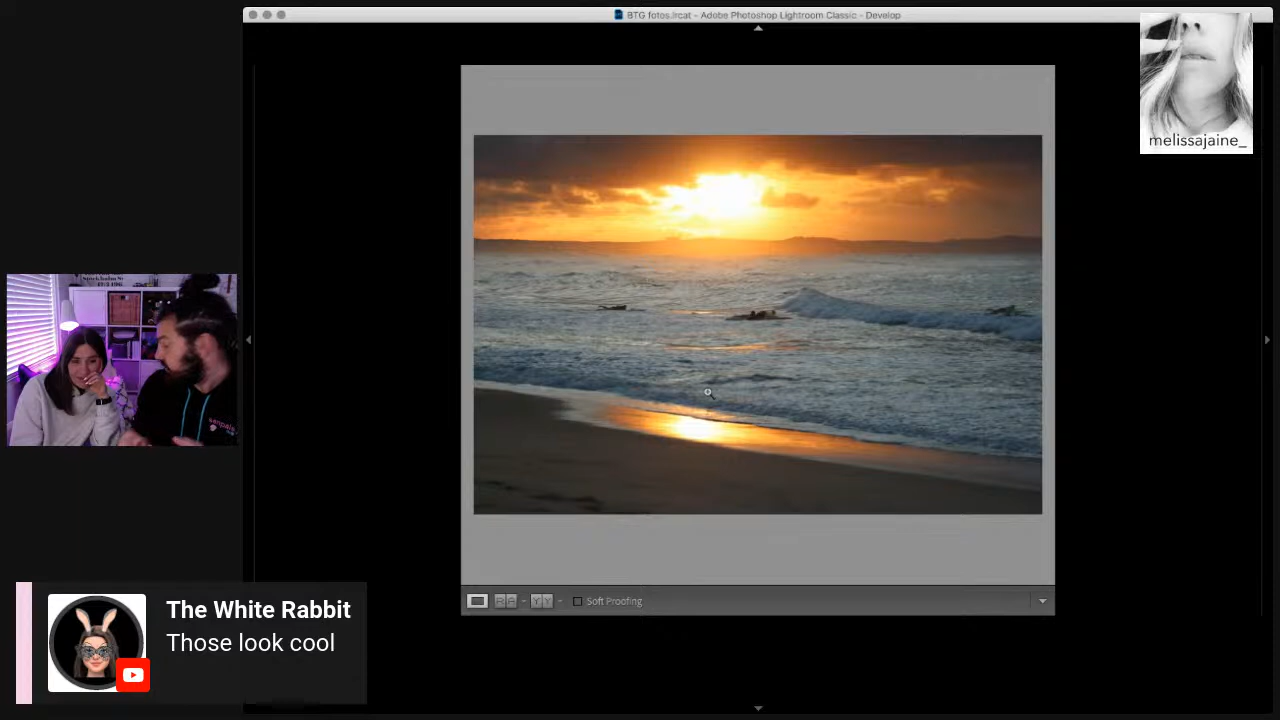 BTG fotos.lrcat - Adobe Photoshop Lightroom Classic - Develop
melissajaine_
The White Rabbit
Those look cool
Soft Proofing